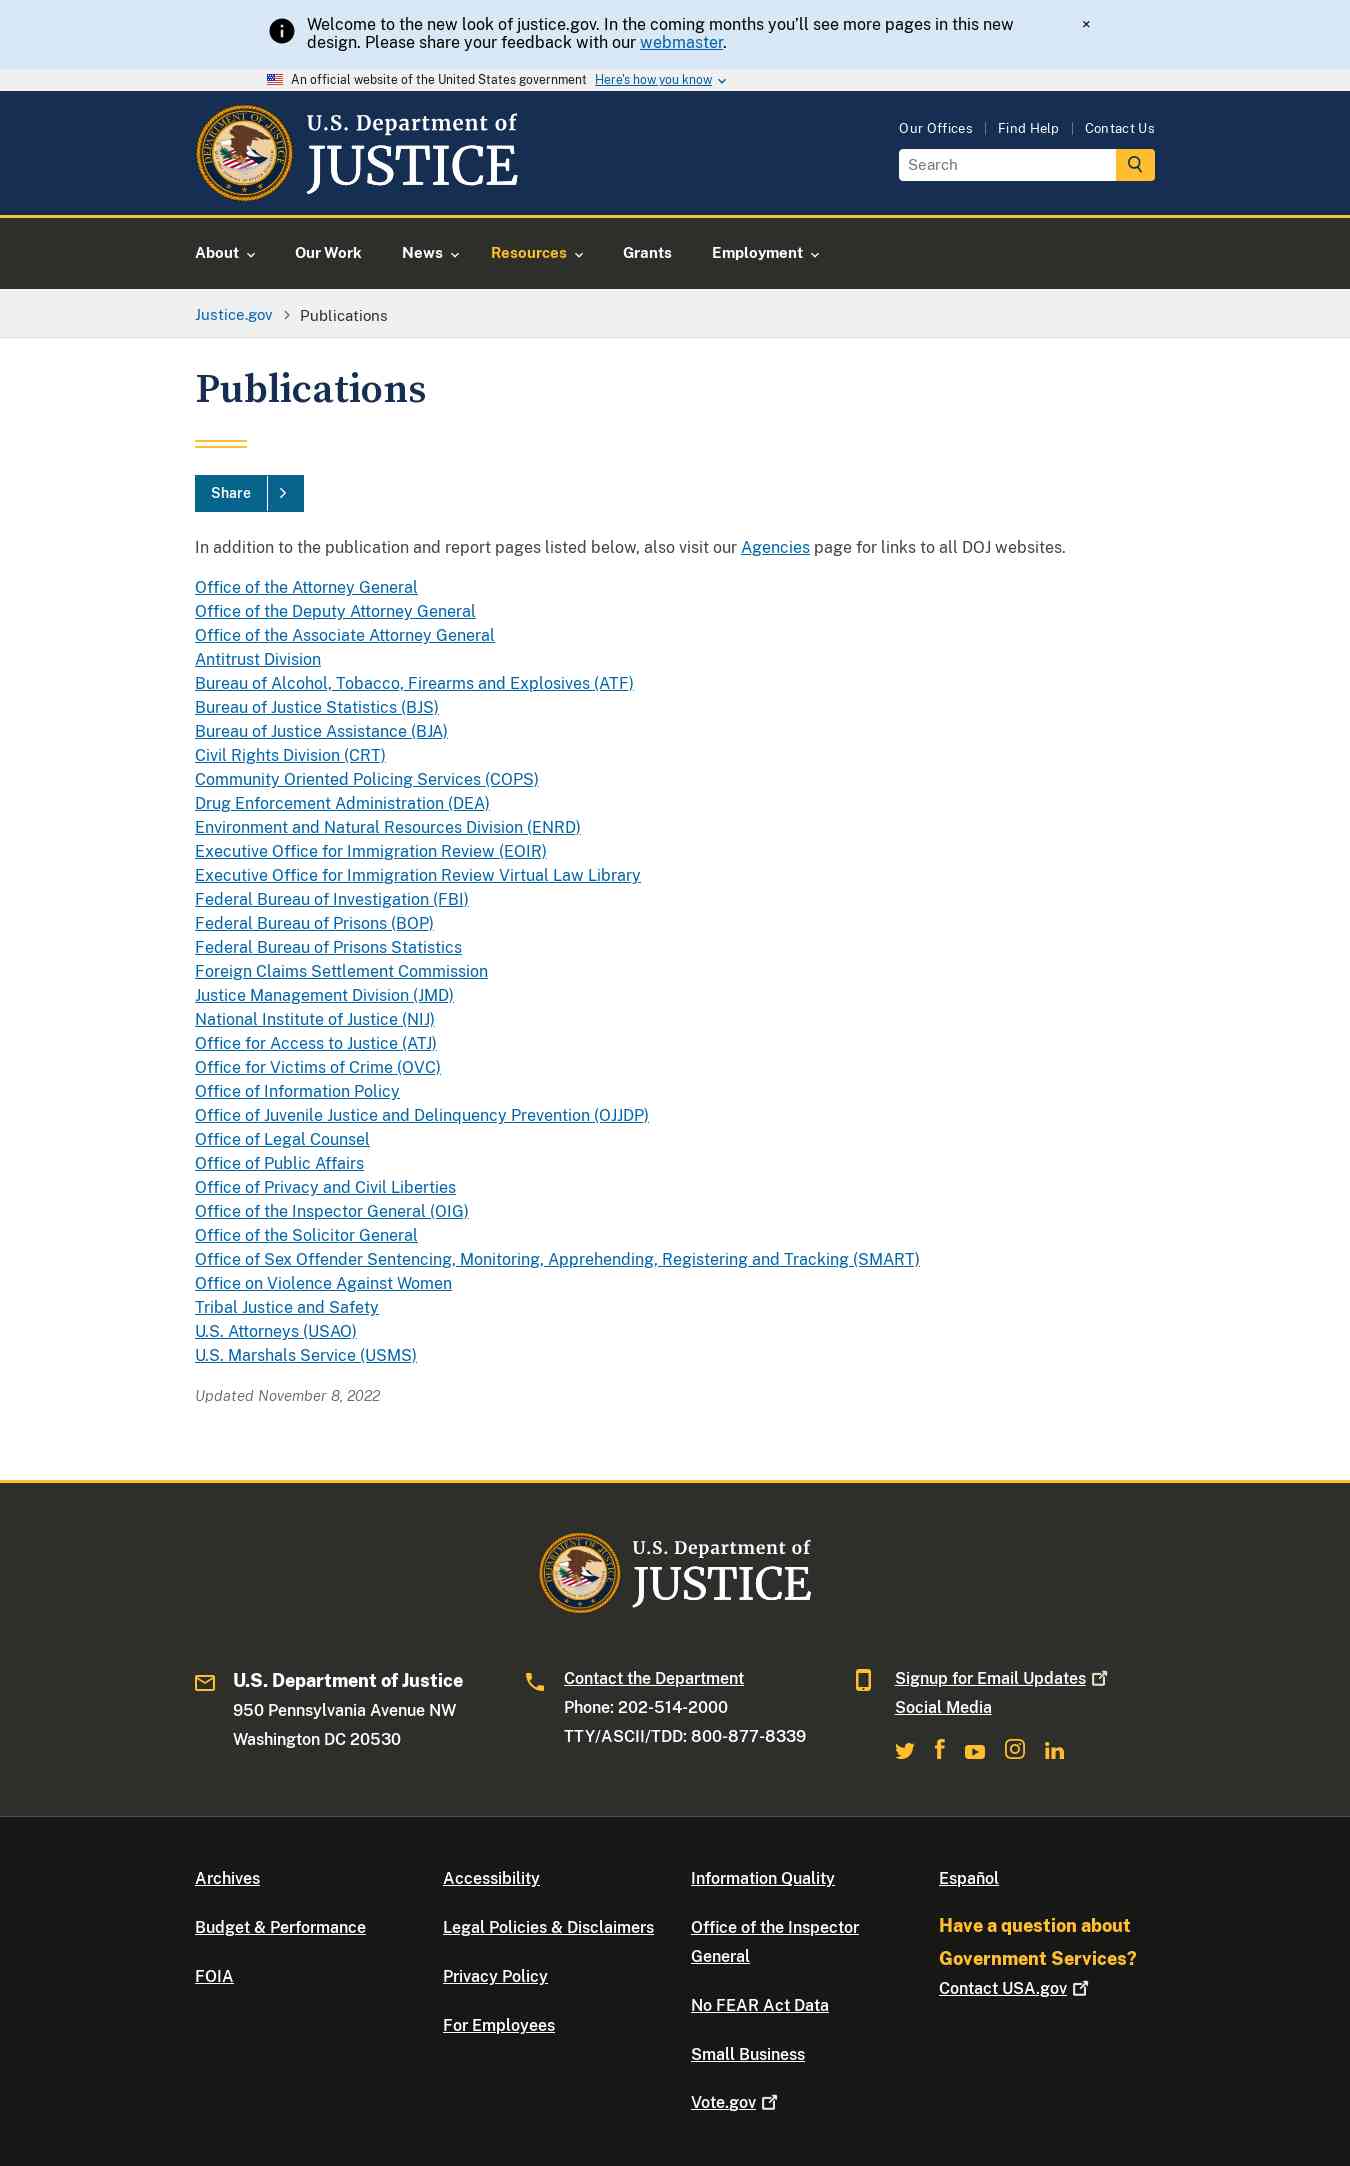 Welcome to the new look of justice.gov. In the coming months you’ll see more pages in this new
design. Please share your feedback with our webmaster.
×
An official website of the United States government Here's how you know
U.S. Department of
JUSTICE
Our Offices
Find Help
Contact Us
Search
About
Our Work
News
Resources
Grants
Employment
Justice.gov
Publications
Publications
Share
In addition to the publication and report pages listed below, also visit our Agencies page for links to all DOJ websites.
Office of the Attorney General
Office of the Deputy Attorney General
Office of the Associate Attorney General
Antitrust Division
Bureau of Alcohol, Tobacco, Firearms and Explosives (ATF)
Bureau of Justice Statistics (BJS)
Bureau of Justice Assistance (BJA)
Civil Rights Division (CRT)
Community Oriented Policing Services (COPS)
Drug Enforcement Administration (DEA)
Environment and Natural Resources Division (ENRD)
Executive Office for Immigration Review (EOIR)
Executive Office for Immigration Review Virtual Law Library
Federal Bureau of Investigation (FBI)
Federal Bureau of Prisons (BOP)
Federal Bureau of Prisons Statistics
Foreign Claims Settlement Commission
Justice Management Division (JMD)
National Institute of Justice (NIJ)
Office for Access to Justice (ATJ)
Office for Victims of Crime (OVC)
Office of Information Policy
Office of Juvenile Justice and Delinquency Prevention (OJJDP)
Office of Legal Counsel
Office of Public Affairs
Office of Privacy and Civil Liberties
Office of the Inspector General (OIG)
Office of the Solicitor General
Office of Sex Offender Sentencing, Monitoring, Apprehending, Registering and Tracking (SMART)
Office on Violence Against Women
Tribal Justice and Safety
U.S. Attorneys (USAO)
U.S. Marshals Service (USMS)
Updated November 8, 2022
U.S. Department of
JUSTICE
U.S. Department of Justice
950 Pennsylvania Avenue NW
Washington DC 20530
Contact the Department
Phone: 202-514-2000
TTY/ASCII/TDD: 800-877-8339
Signup for Email Updates
Social Media
Archives
Budget & Performance
FOIA
Accessibility
Legal Policies & Disclaimers
Privacy Policy
For Employees
Information Quality
Office of the Inspector
General
No FEAR Act Data
Small Business
Vote.gov
Español
Have a question about
Government Services?
Contact USA.gov